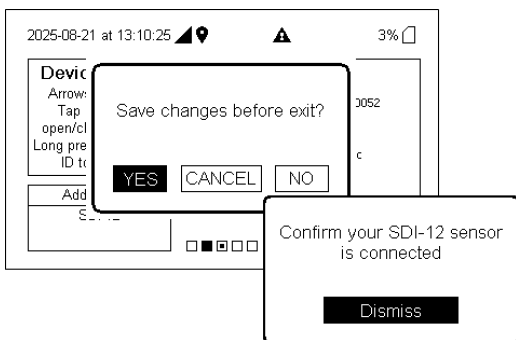 2025-08-21 at 13:10:25 3%
Devic
Arrow
Tap
open/cl
Long pre
ID to
0052
c
Save changes before exit?
YES CANCEL NO
Add
Confirm your SDI-12 sensor
is connected
Dismiss